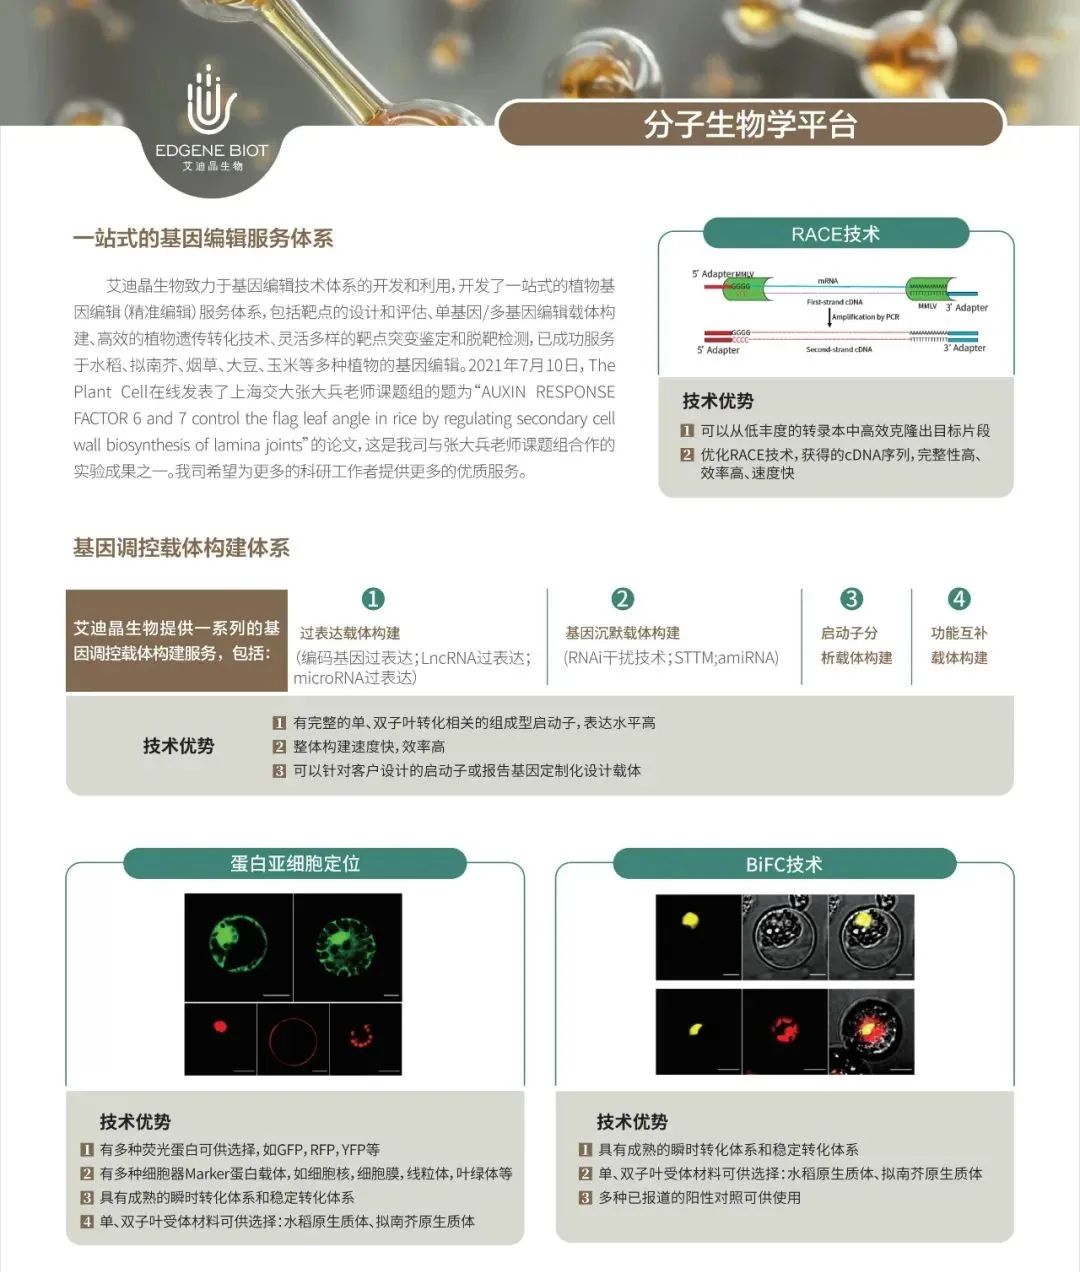 EDGENE BIOT
艾迪晶生物
分子生物学平台
一站式的基因编辑服务体系
艾迪晶生物致力于基因编辑技术体系的开发和利用，开发了一站式的植物基
因编辑（精准编辑）服务体系，包括靶点的设计和评估、单基因/多基因编辑载体构
建、高效的植物遗传转化技术、灵活多样的靶点突变鉴定和脱靶检测，已成功服务
于水稻、拟南芥、烟草、大豆、玉米等多种植物的基因编辑。2021年7月10日，The
Plant Cell在线发表了上海交大张大兵老师课题组的题为“AUXIN RESPONSE
FACTOR 6 and 7 control the flag leaf angle in rice by regulating secondary cell
wall biosynthesis of lamina joints”的论文，这是我司与张大兵老师课题组合作的
实验成果之一。我司希望为更多的科研工作者提供更多的优质服务。
RACE技术
5' Adapter MMLV
mRNA
GGGG
First-strand cDNA
MMLV
3' Adapter
Amplification by PCR
GGGG
CCCC
5' Adapter
Second-strand cDNA
3' Adapter
技术优势
1 可以从低丰度的转录本中高效克隆出目标片段
2 优化RACE技术，获得的cDNA序列，完整性高、
效率高、速度快
基因调控载体构建体系
艾迪晶生物提供一系列的基
因调控载体构建服务，包括：
1
过表达载体构建
（编码基因过表达；LncRNA过表达；
microRNA过表达）
2
基因沉默载体构建
（RNAi干扰技术；STTM;amiRNA）
3
启动子分
析载体构建
4
功能互补
载体构建
技术优势
1 有完整的单、双子叶转化相关的组成型启动子，表达水平高
2 整体构建速度快，效率高
3 可以针对客户设计的启动子或报告基因定制化设计载体
蛋白亚细胞定位
技术优势
1 有多种荧光蛋白可供选择，如GFP，RFP，YFP等
2 有多种细胞器Marker蛋白载体，如细胞核，细胞膜，线粒体，叶绿体等
3 具有成熟的瞬时转化体系和稳定转化体系
4 单、双子叶受体材料可供选择：水稻原生质体、拟南芥原生质体
BiFC技术
技术优势
1 具有成熟的瞬时转化体系和稳定转化体系
2 单、双子叶受体材料可供选择：水稻原生质体、拟南芥原生质体
3 多种已报道的阳性对照可供使用